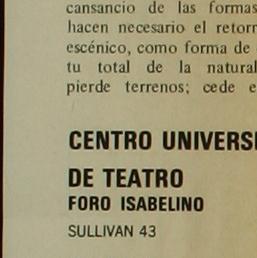 cansancio de las formas
hacen necesario el retorn
escénico, como forma de
tu total de la natural
pierde terrenos; cede e
CENTRO UNIVERSI
DE TEATRO
FORO ISABELINO
SULLIVAN 43